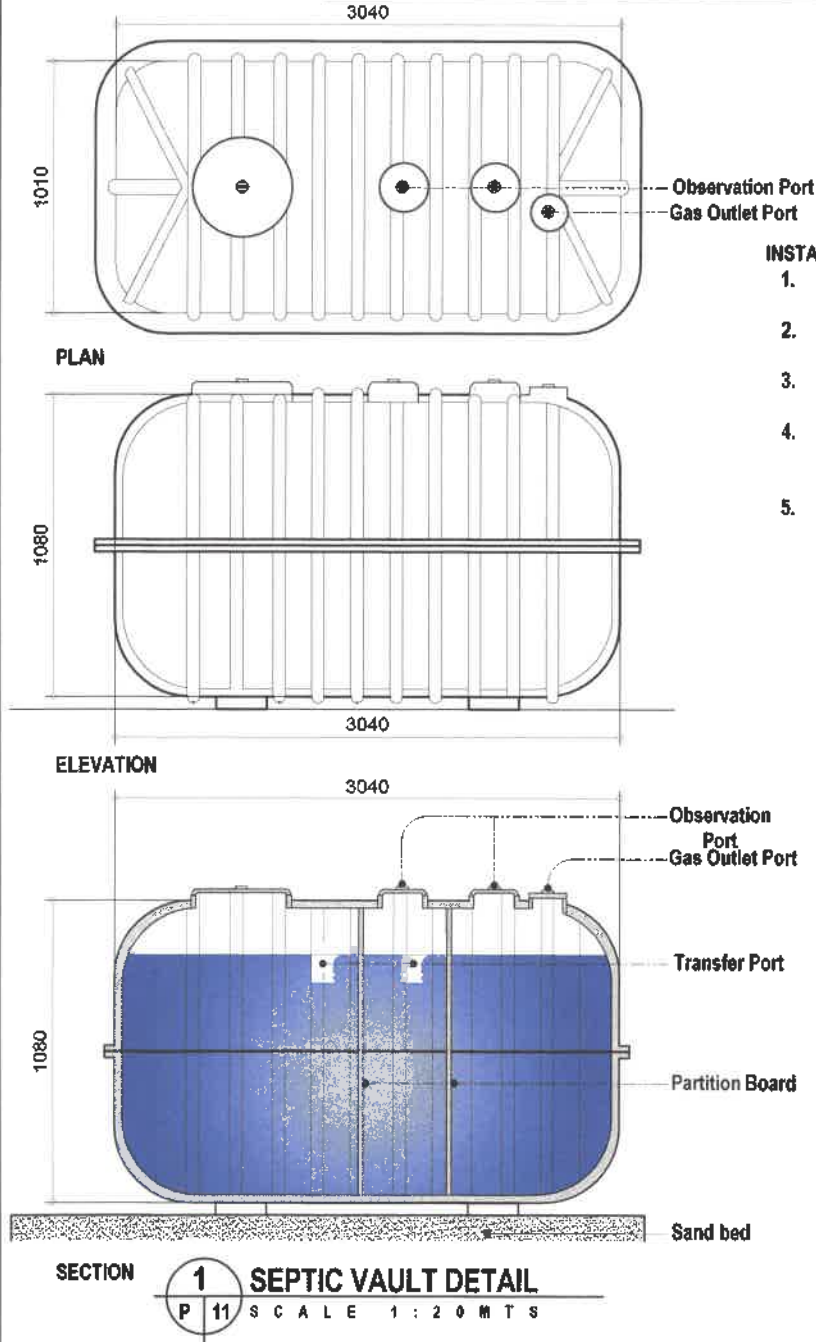 3040
1010
Observation Port
Gas Outlet Port
INSTA
1.
2.
3.
4.
5.
PLAN
1080
3040
ELEVATION
3040
Observation
Port
Gas Outlet Port
Transfer Port
1080
Partition Board
Sand bed
SECTION
1
P 11
SEPTIC VAULT DETAIL
SCALE 1:20MTS